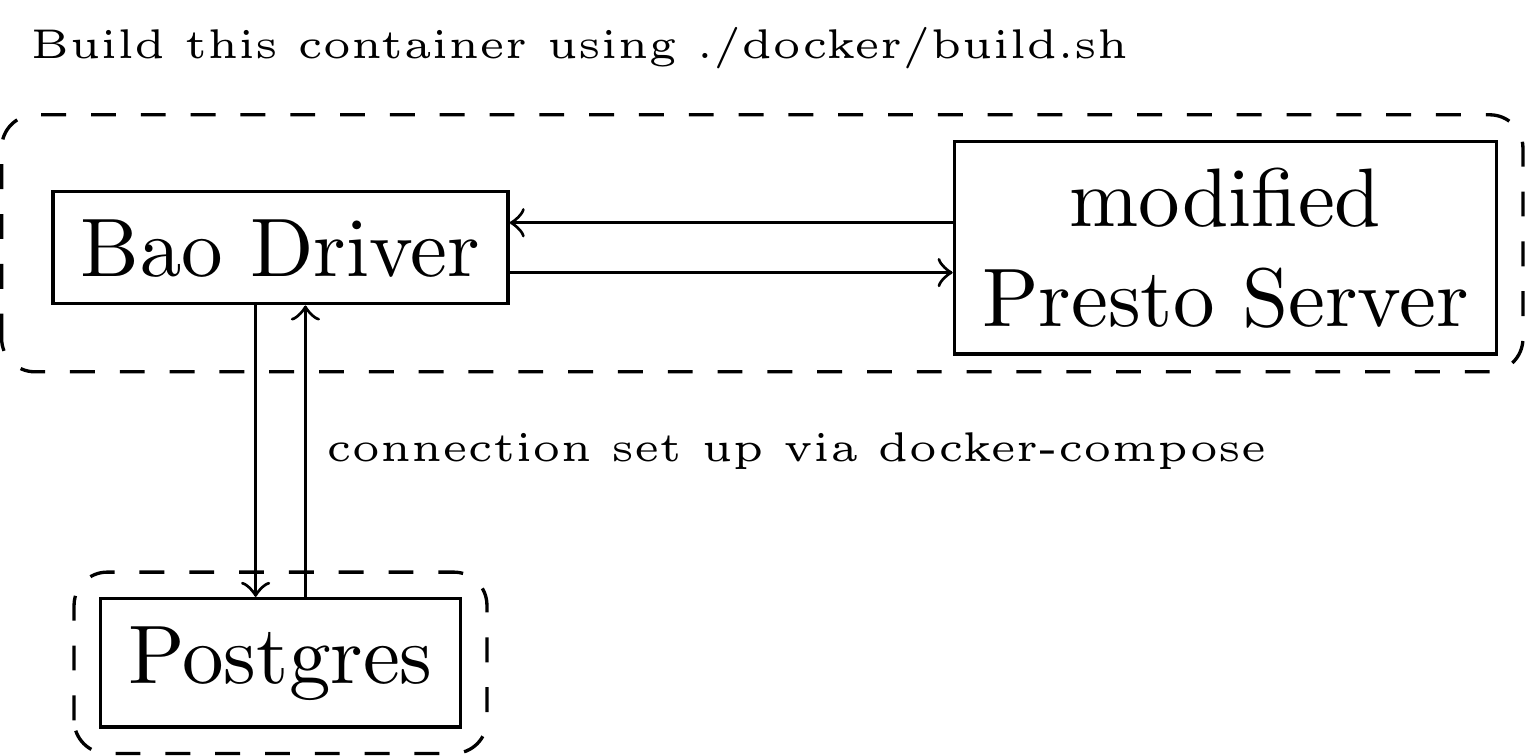 Build this container using ./docker/build.sh
Bao Driver
modified
Presto Server
connection set up via docker-compose
Postgres